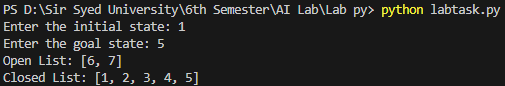 PS D:\Sir Syed University\6th Semester\AI Lab\Lab py> python labtask.py
Enter the initial state: 1
Enter the goal state: 5
Open List: [6, 7]
Closed List: [1, 2, 3, 4, 5]